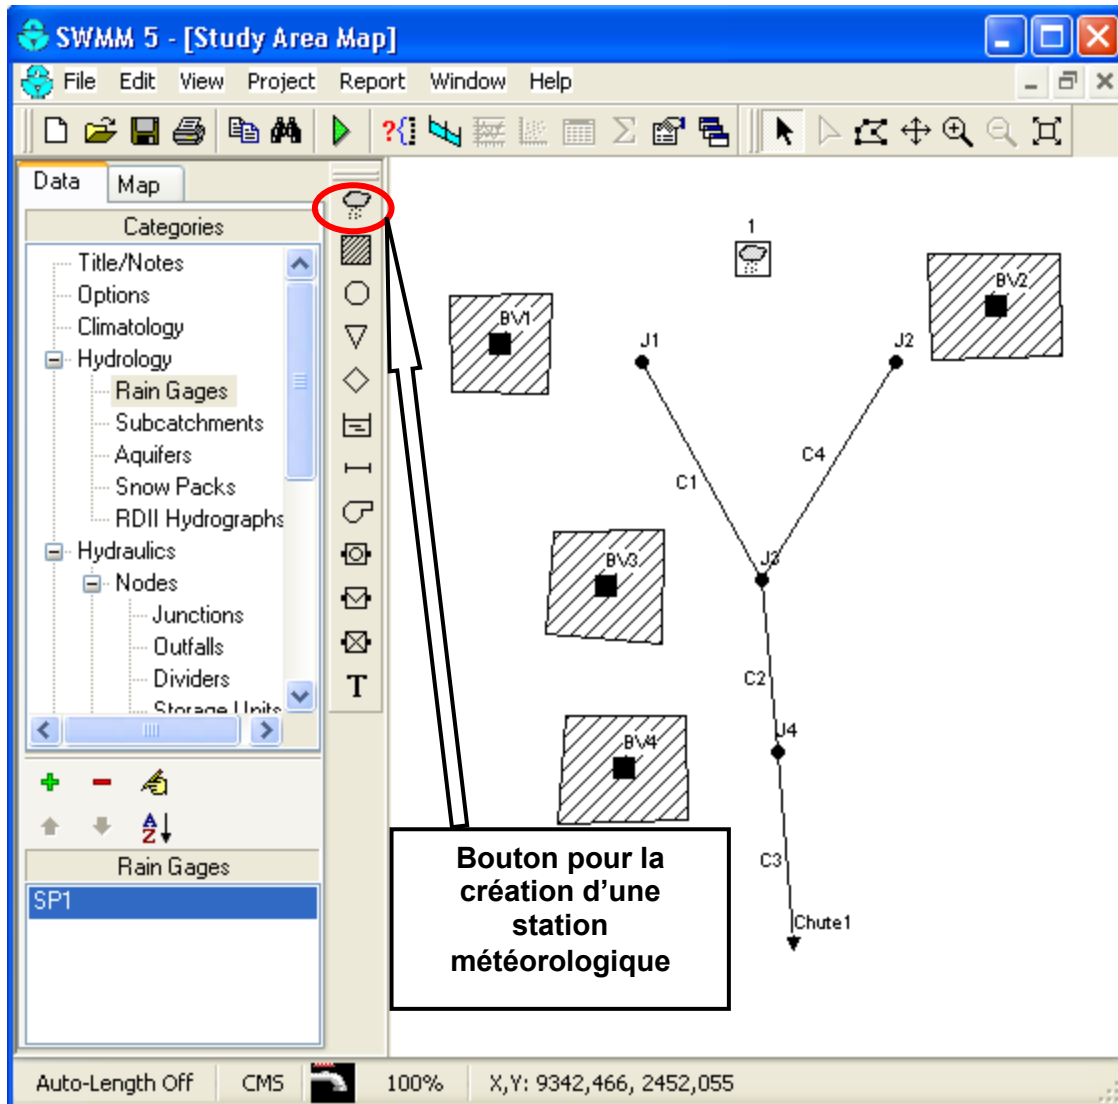 SWMM 5 - [Study Area Map]
File Edit View Project Report Window Help
Data Map
Categories
Title/Notes
Options
Climatology
Hydrology
Rain Gages
Subcatchments
Aquifers
Snow Packs
RDII Hydrographs
Hydraulics
Nodes
Junctions
Outfalls
Dividers
Storage Units
T
Rain Gages
SP1
1
BV1
BV2
J1
J2
C1
C4
BV3
J3
C2
BV4
J4
C3
Chute1
Bouton pour la
création d’une
station
météorologique
Auto-Length Off CMS 100% X,Y: 9342,466, 2452,055